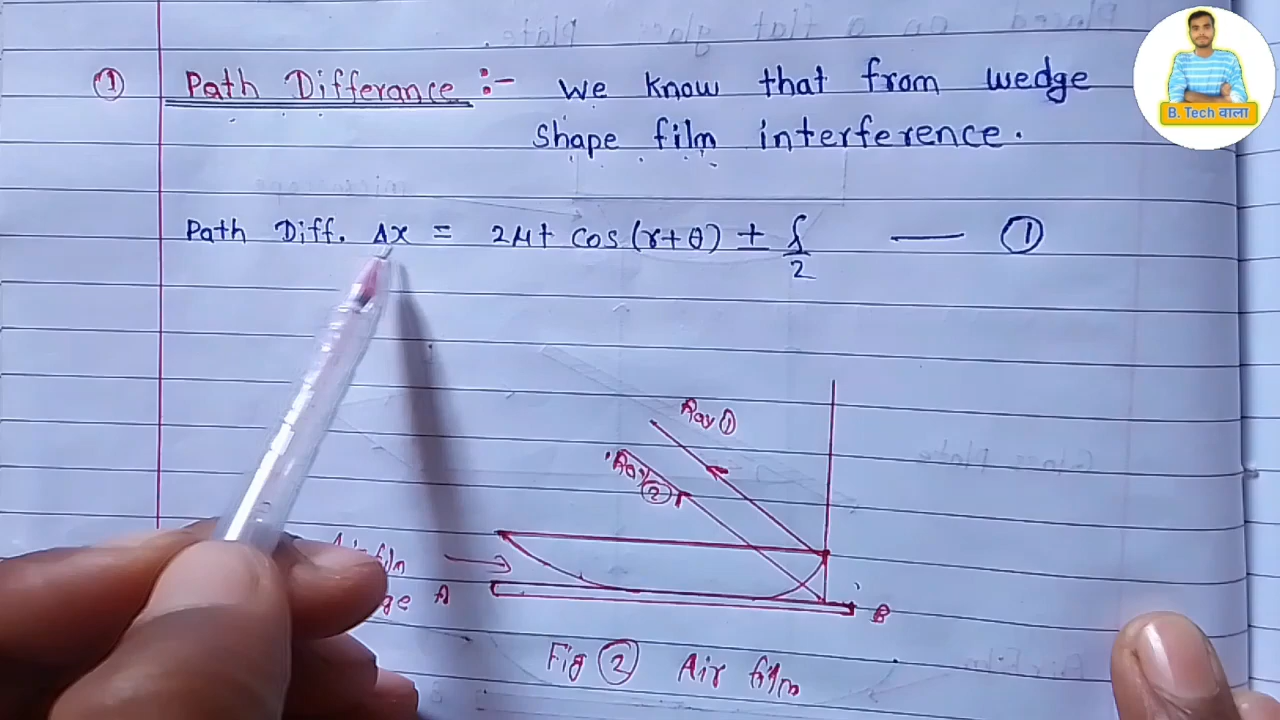 ① Path Differance :- We know that from wedge
shape film interference.
B. Tech वाला
Path Diff. Δx = 2μt cos(r+θ) ± λ/2 —— ①
Ray ①
Ray ②
film
A
B
Fig ② Air film